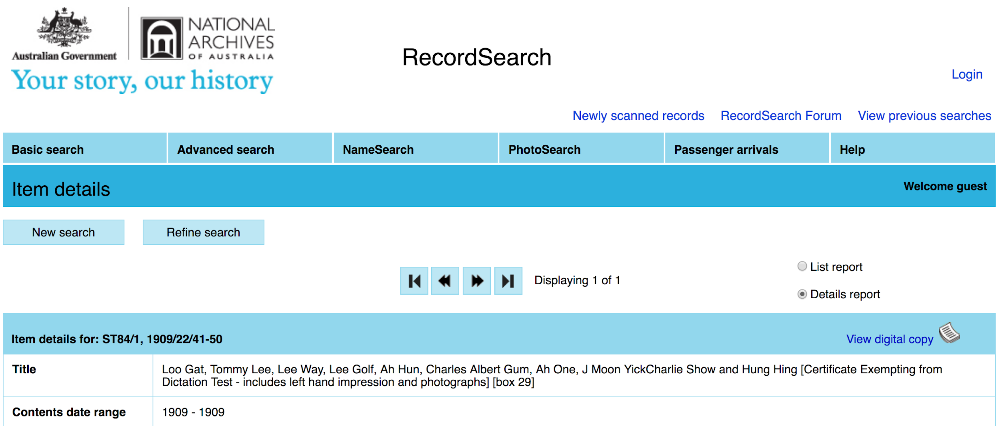 Australian Government
NATIONAL
ARCHIVES
OF AUSTRALIA
Your story, our history
RecordSearch
Login
Newly scanned records RecordSearch Forum View previous searches
Basic search Advanced search NameSearch PhotoSearch Passenger arrivals Help
Item details Welcome guest
New search Refine search
Displaying 1 of 1
List report
Details report
Item details for: ST84/1, 1909/22/41-50 View digital copy
Title Loo Gat, Tommy Lee, Lee Way, Lee Golf, Ah Hun, Charles Albert Gum, Ah One, J Moon YickCharlie Show and Hung Hing [Certificate Exempting from
Dictation Test - includes left hand impression and photographs] [box 29]
Contents date range 1909 - 1909